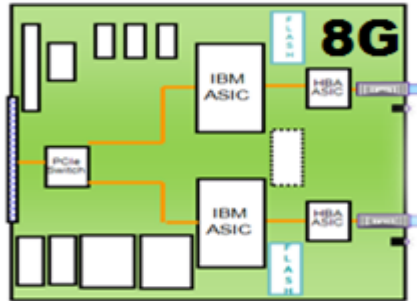 FLASH
8G
IBM
ASIC
HBA
ASIC
PCIe
Switch
IBM
ASIC
HBA
ASIC
FLASH